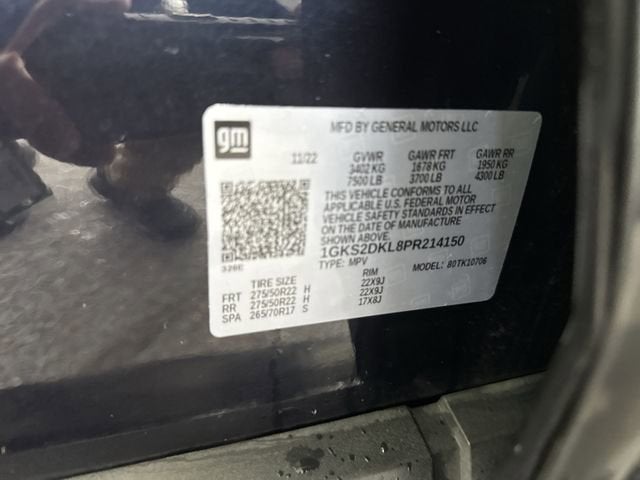 gm
MFD BY GENERAL MOTORS LLC
11/22 GVWR GAWR FRT GAWR RR
3402 KG 1678 KG 1950 KG
7500 LB 3700 LB 4300 LB
THIS VEHICLE CONFORMS TO ALL
APPLICABLE U.S. FEDERAL MOTOR
VEHICLE SAFETY STANDARDS IN EFFECT
ON THE DATE OF MANUFACTURE
SHOWN ABOVE.
1GKS2DKL8PR214150
TYPE: MPV MODEL: 80TK10706
326E
TIRE SIZE RIM
FRT 275/50R22 H 22X9J
RR 275/50R22 H 22X9J
SPA 265/70R17 S 17X8J